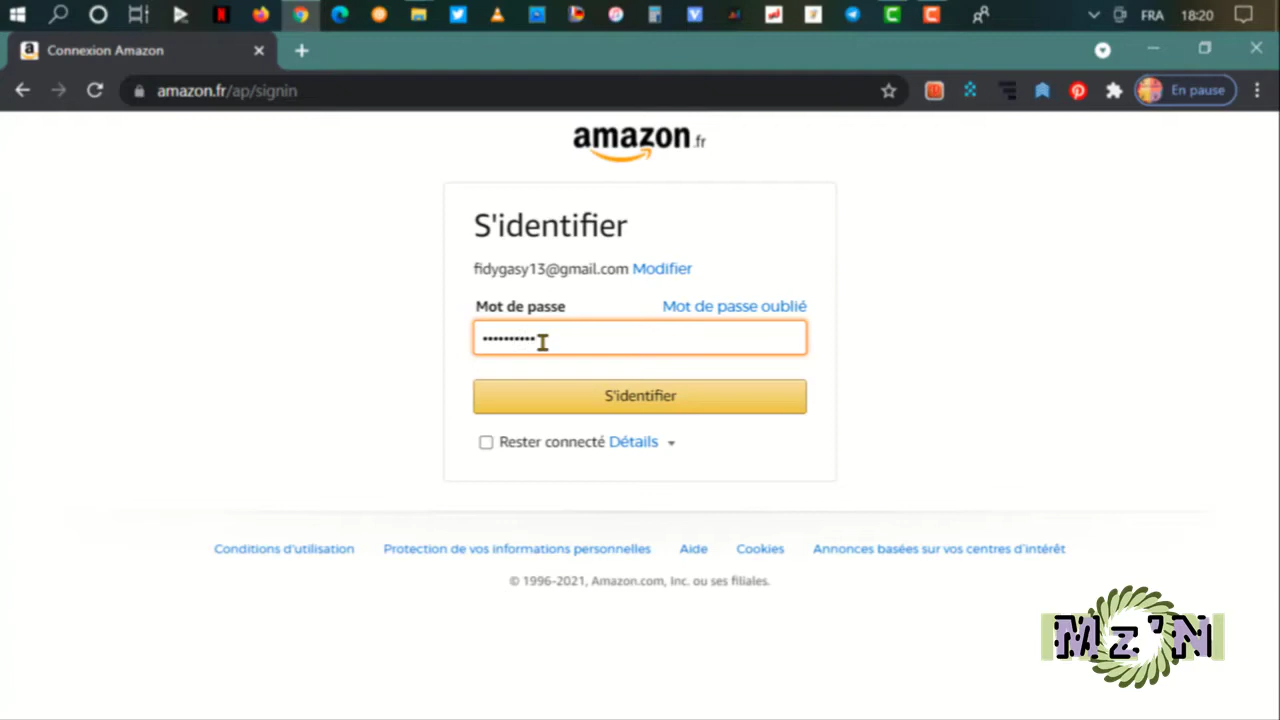 FRA 18:20
Connexion Amazon
amazon.fr/ap/signin
En pause
amazon.fr
S'identifier
fidygasy13@gmail.com Modifier
Mot de passe Mot de passe oublié
••••••••••
S'identifier
Rester connecté Détails
Conditions d'utilisation Protection de vos informations personnelles Aide Cookies Annonces basées sur vos centres d'intérêt
© 1996-2021, Amazon.com, Inc. ou ses filiales.
Mz'N